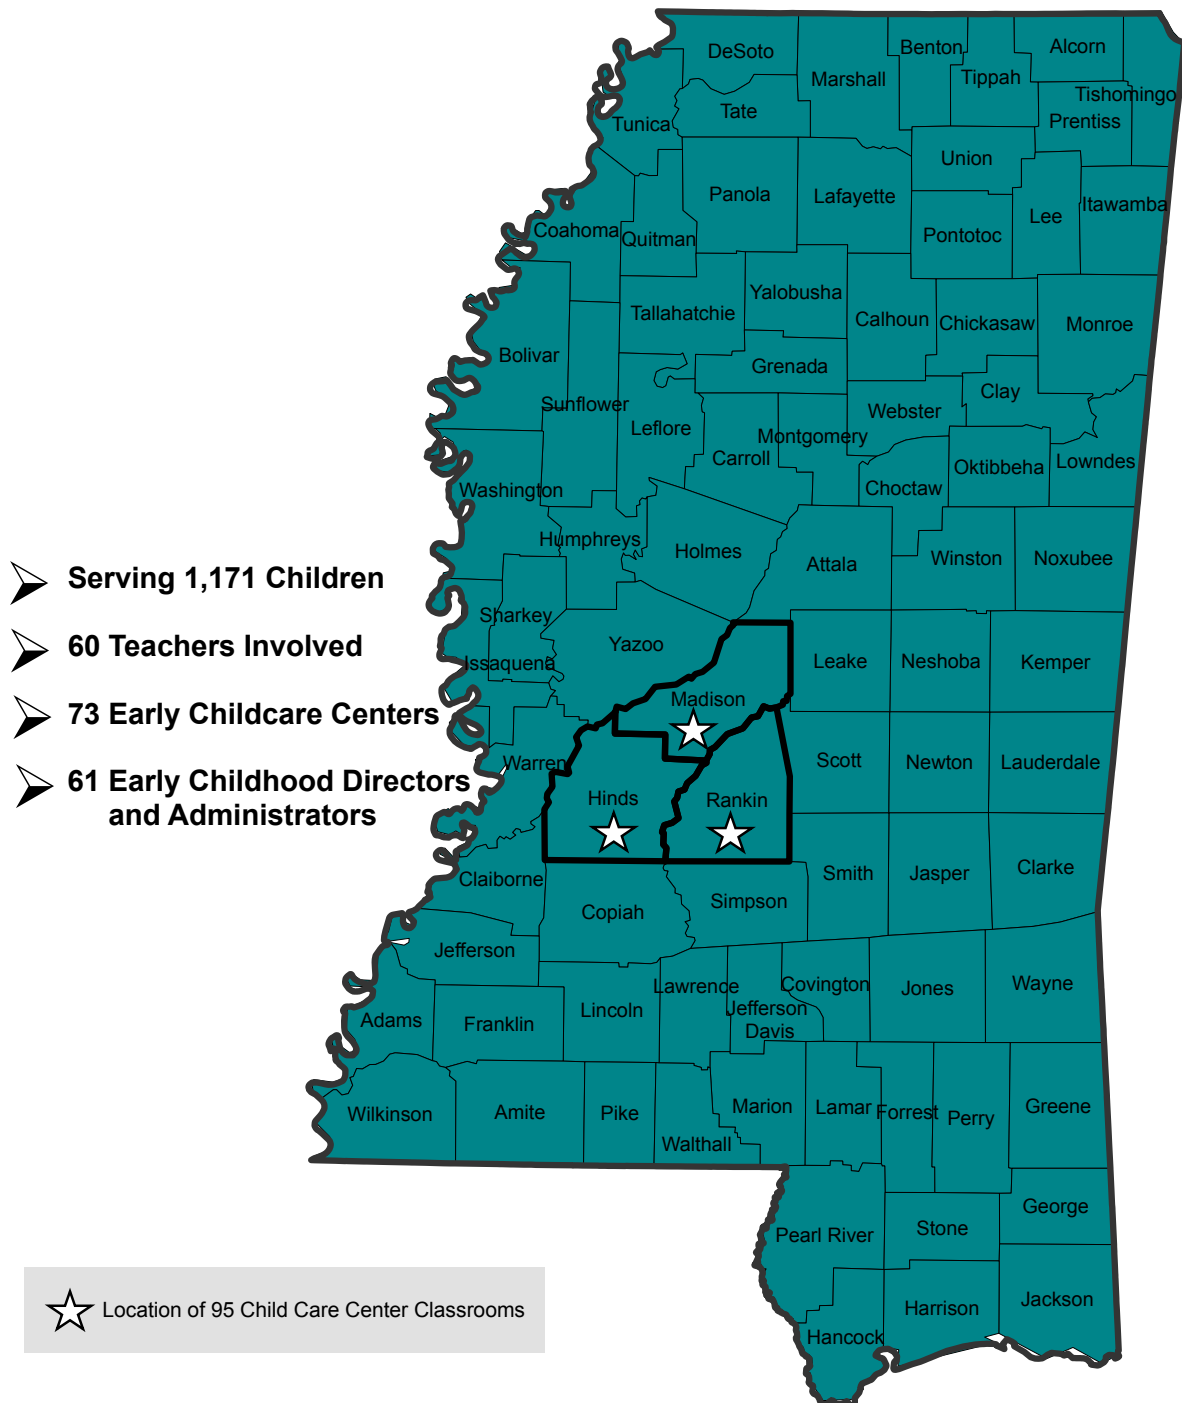 DeSoto
Benton
Alcorn
Marshall
Tippah
Tishomingo
Tate
Tunica
Prentiss
Union
Panola
Lafayette
Lee
Itawamba
Coahoma
Quitman
Pontotoc
Yalobusha
Tallahatchie
Calhoun
Chickasaw
Monroe
Bolivar
Grenada
Clay
Sunflower
Webster
Leflore
Montgomery
Carroll
Oktibbeha
Lowndes
Washington
Choctaw
Humphreys
Holmes
Attala
Winston
Noxubee
Serving 1,171 Children
Sharkey
60 Teachers Involved
Yazoo
Issaquena
Leake
Neshoba
Kemper
Madison
73 Early Childcare Centers
Warren
Scott
Newton
Lauderdale
61 Early Childhood Directors
and Administrators
Hinds
Rankin
Claiborne
Smith
Jasper
Clarke
Copiah
Simpson
Jefferson
Lawrence
Covington
Jones
Wayne
Adams
Franklin
Lincoln
Jefferson
Davis
Wilkinson
Amite
Pike
Marion
Lamar
Forrest
Perry
Greene
Walthall
George
Pearl River
Stone
Location of 95 Child Care Center Classrooms
Harrison
Jackson
Hancock